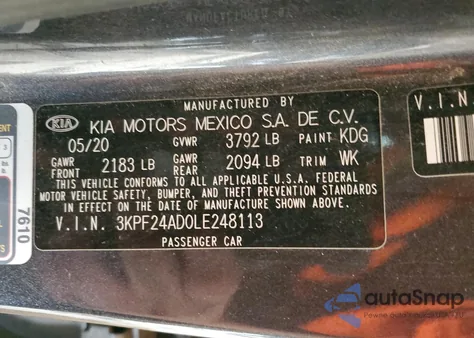 MANUFACTURED BY
KIA KIA MOTORS MEXICO S.A. DE C.V.
05/20 GVWR 3792 LB PAINT KDG
GAWR FRONT 2183 LB GAWR REAR 2094 LB TRIM WK
THIS VEHICLE CONFORMS TO ALL APPLICABLE U.S.A. FEDERAL
MOTOR VEHICLE SAFETY, BUMPER, AND THEFT PREVENTION
STANDARDS IN EFFECT ON THE DATE OF MANUFACTURE SHOWN ABOVE.
V.I.N. 3KPF24AD0LE248113
PASSENGER CAR
7610
V.I.N.
autoSnap